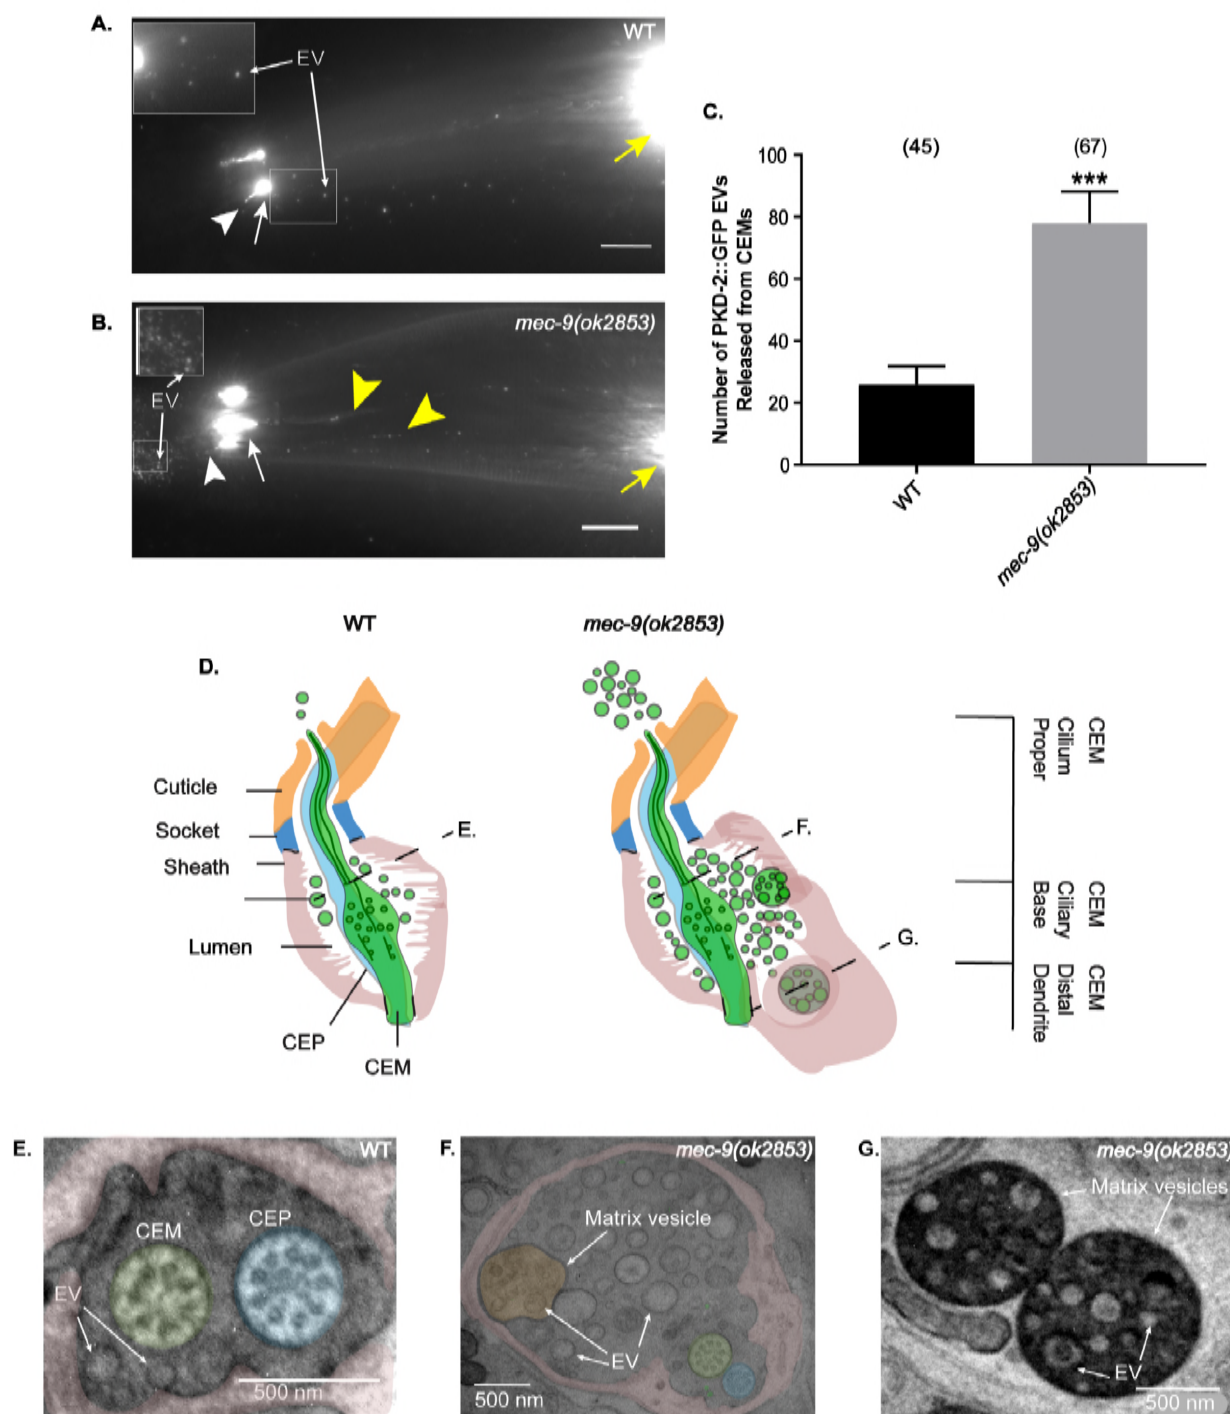 A.
WT
EV
B.
mec-9(ok2853)
EV
C.
(45)
(67)
***
Number of PKD-2::GFP EVs
Released from CEMs
100
80
60
40
20
0
WT
mec-9(ok2853)
WT
mec-9(ok2853)
D.
Cuticle
Socket
Sheath
Lumen
CEP
CEM
E.
F.
G.
CEM
Cilium
Proper
CEM
Ciliary
Base
CEM
Distal
Dendrite
E.
WT
CEM
CEP
EV
500 nm
F.
mec-9(ok2853)
Matrix vesicle
EV
500 nm
G.
mec-9(ok2853)
Matrix vesicles
EV
500 nm